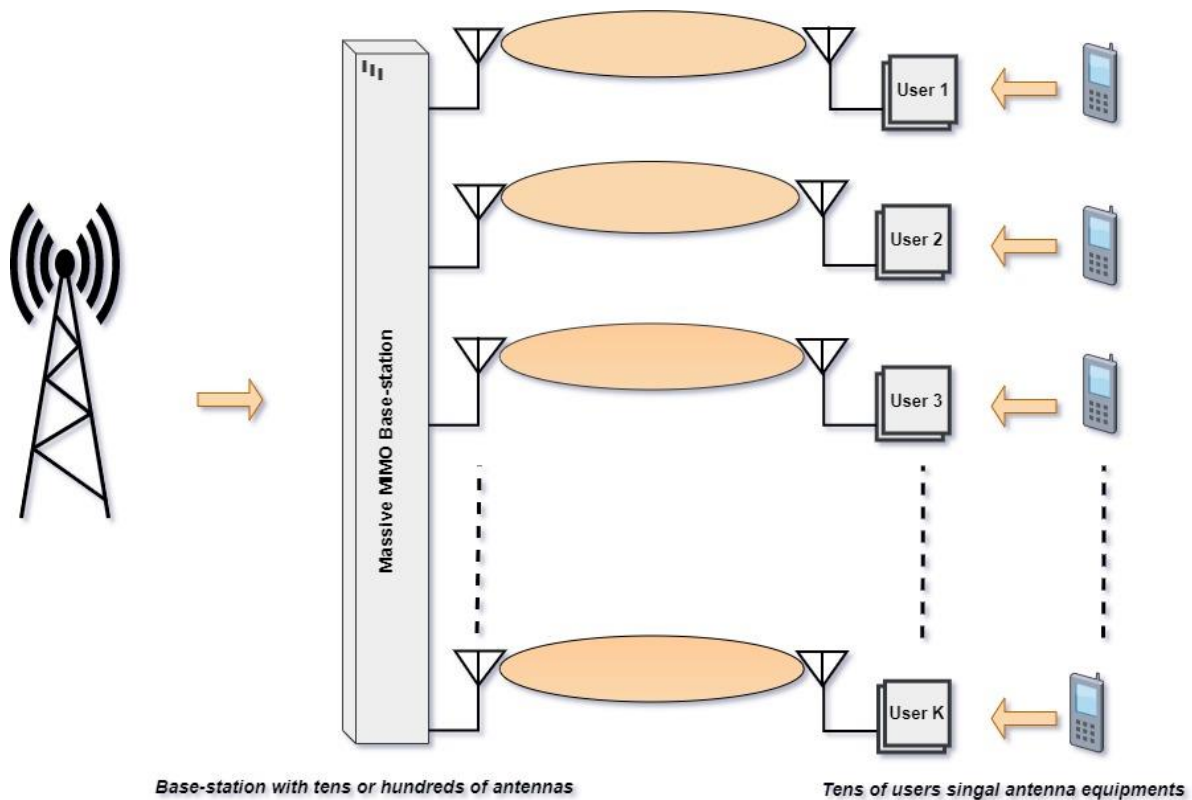 User 1
User 2
User 3
User K
Massive MIMO Base-station
Base-station with tens or hundreds of antennas
Tens of users singal antenna equipments